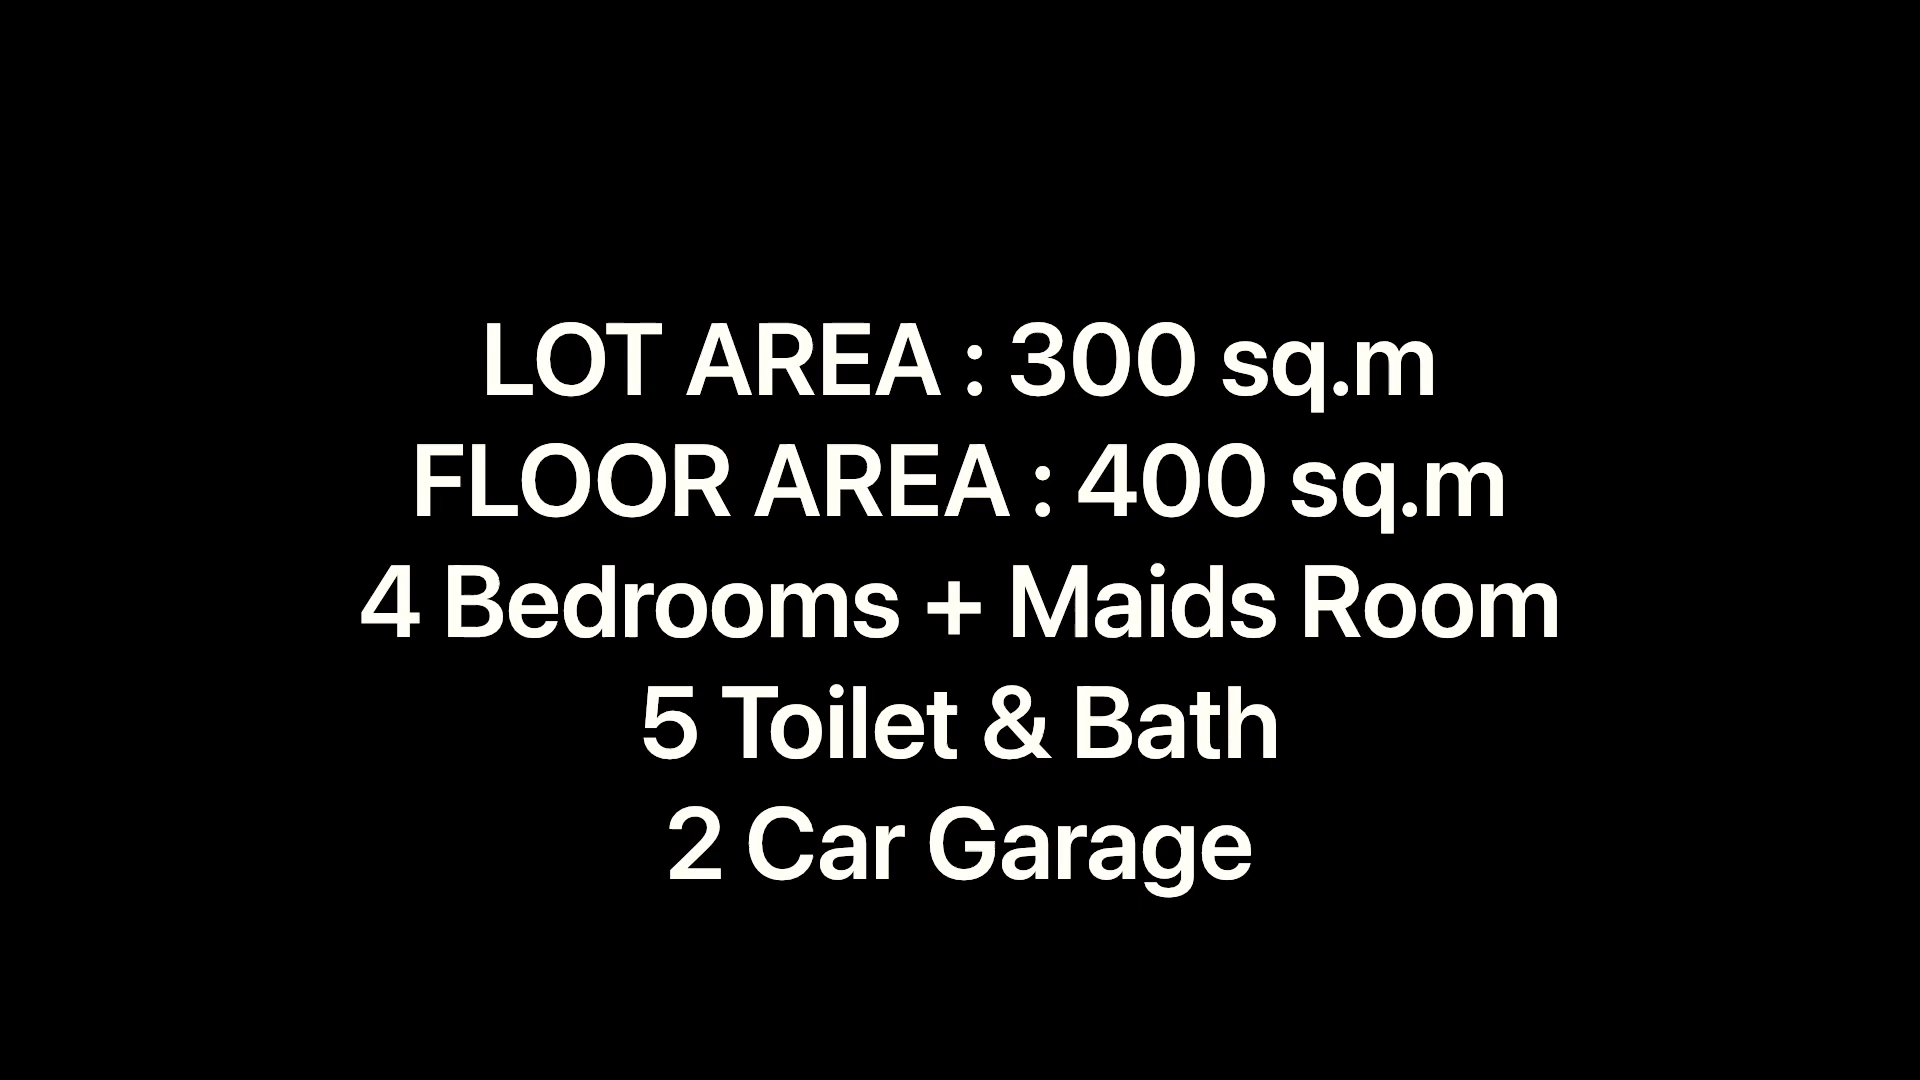 LOT AREA : 300 sq.m
FLOOR AREA : 400 sq.m
4 Bedrooms + Maids Room
5 Toilet & Bath
2 Car Garage